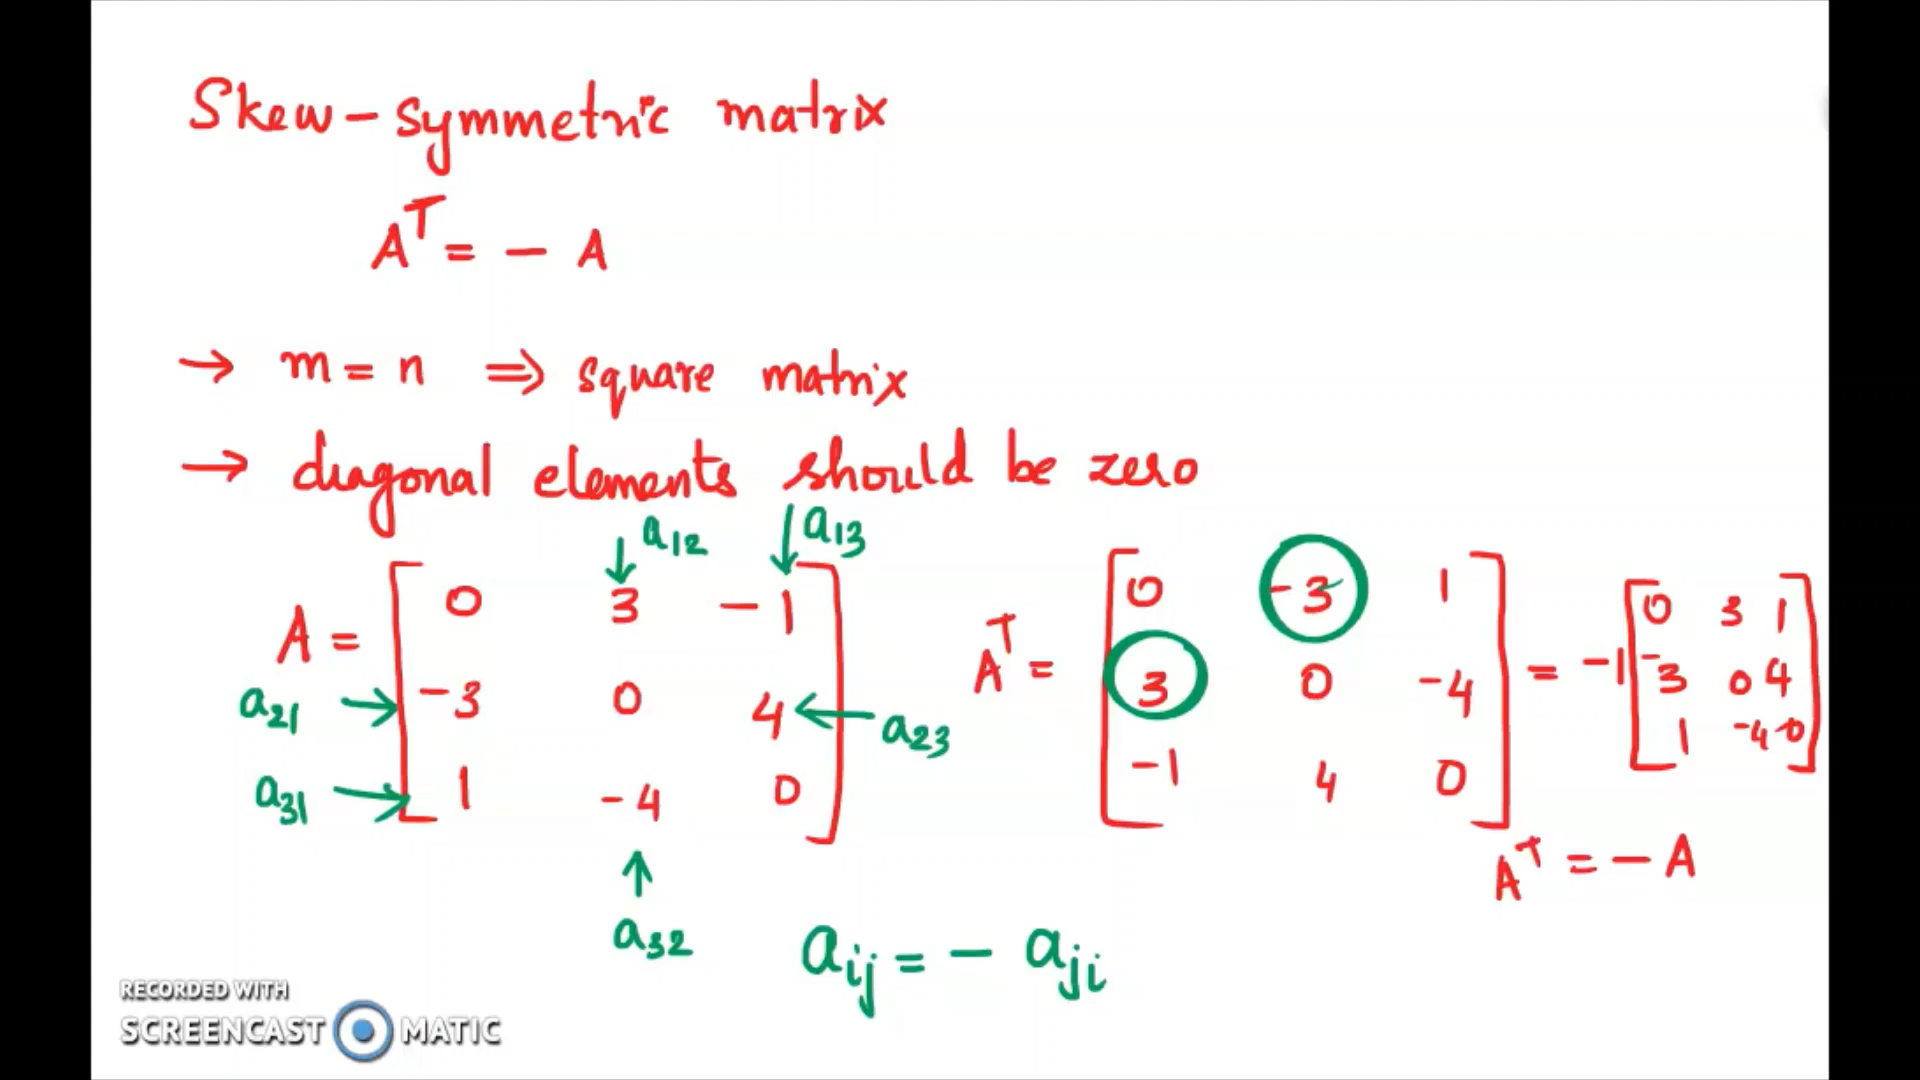 Skew-symmetric matrix
Aᵀ = - A
→ m = n ⇒ square matrix
→ diagonal elements should be zero
a12 a13
A = [ 0 3 -1
-3 0 4
1 -4 0 ]
a21
a31
a23
a32
Aᵀ = [ 0 -3 1
3 0 -4
-1 4 0 ]
= -1 [ 0 3 1
-3 0 4
1 -4 0 ]
Aᵀ = - A
aij = - aji
RECORDED WITH
SCREENCAST MATIC